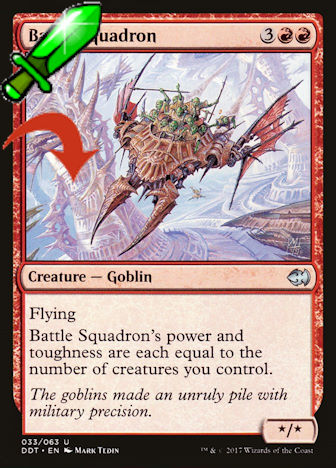 Battle Squadron 3
Creature — Goblin
Flying
Battle Squadron's power and
toughness are each equal to the
number of creatures you control.
The goblins made an unruly pile with
military precision.
*/*
033/063 U
DDT • EN Mark Tedin
™ & © 2017 Wizards of the Coast